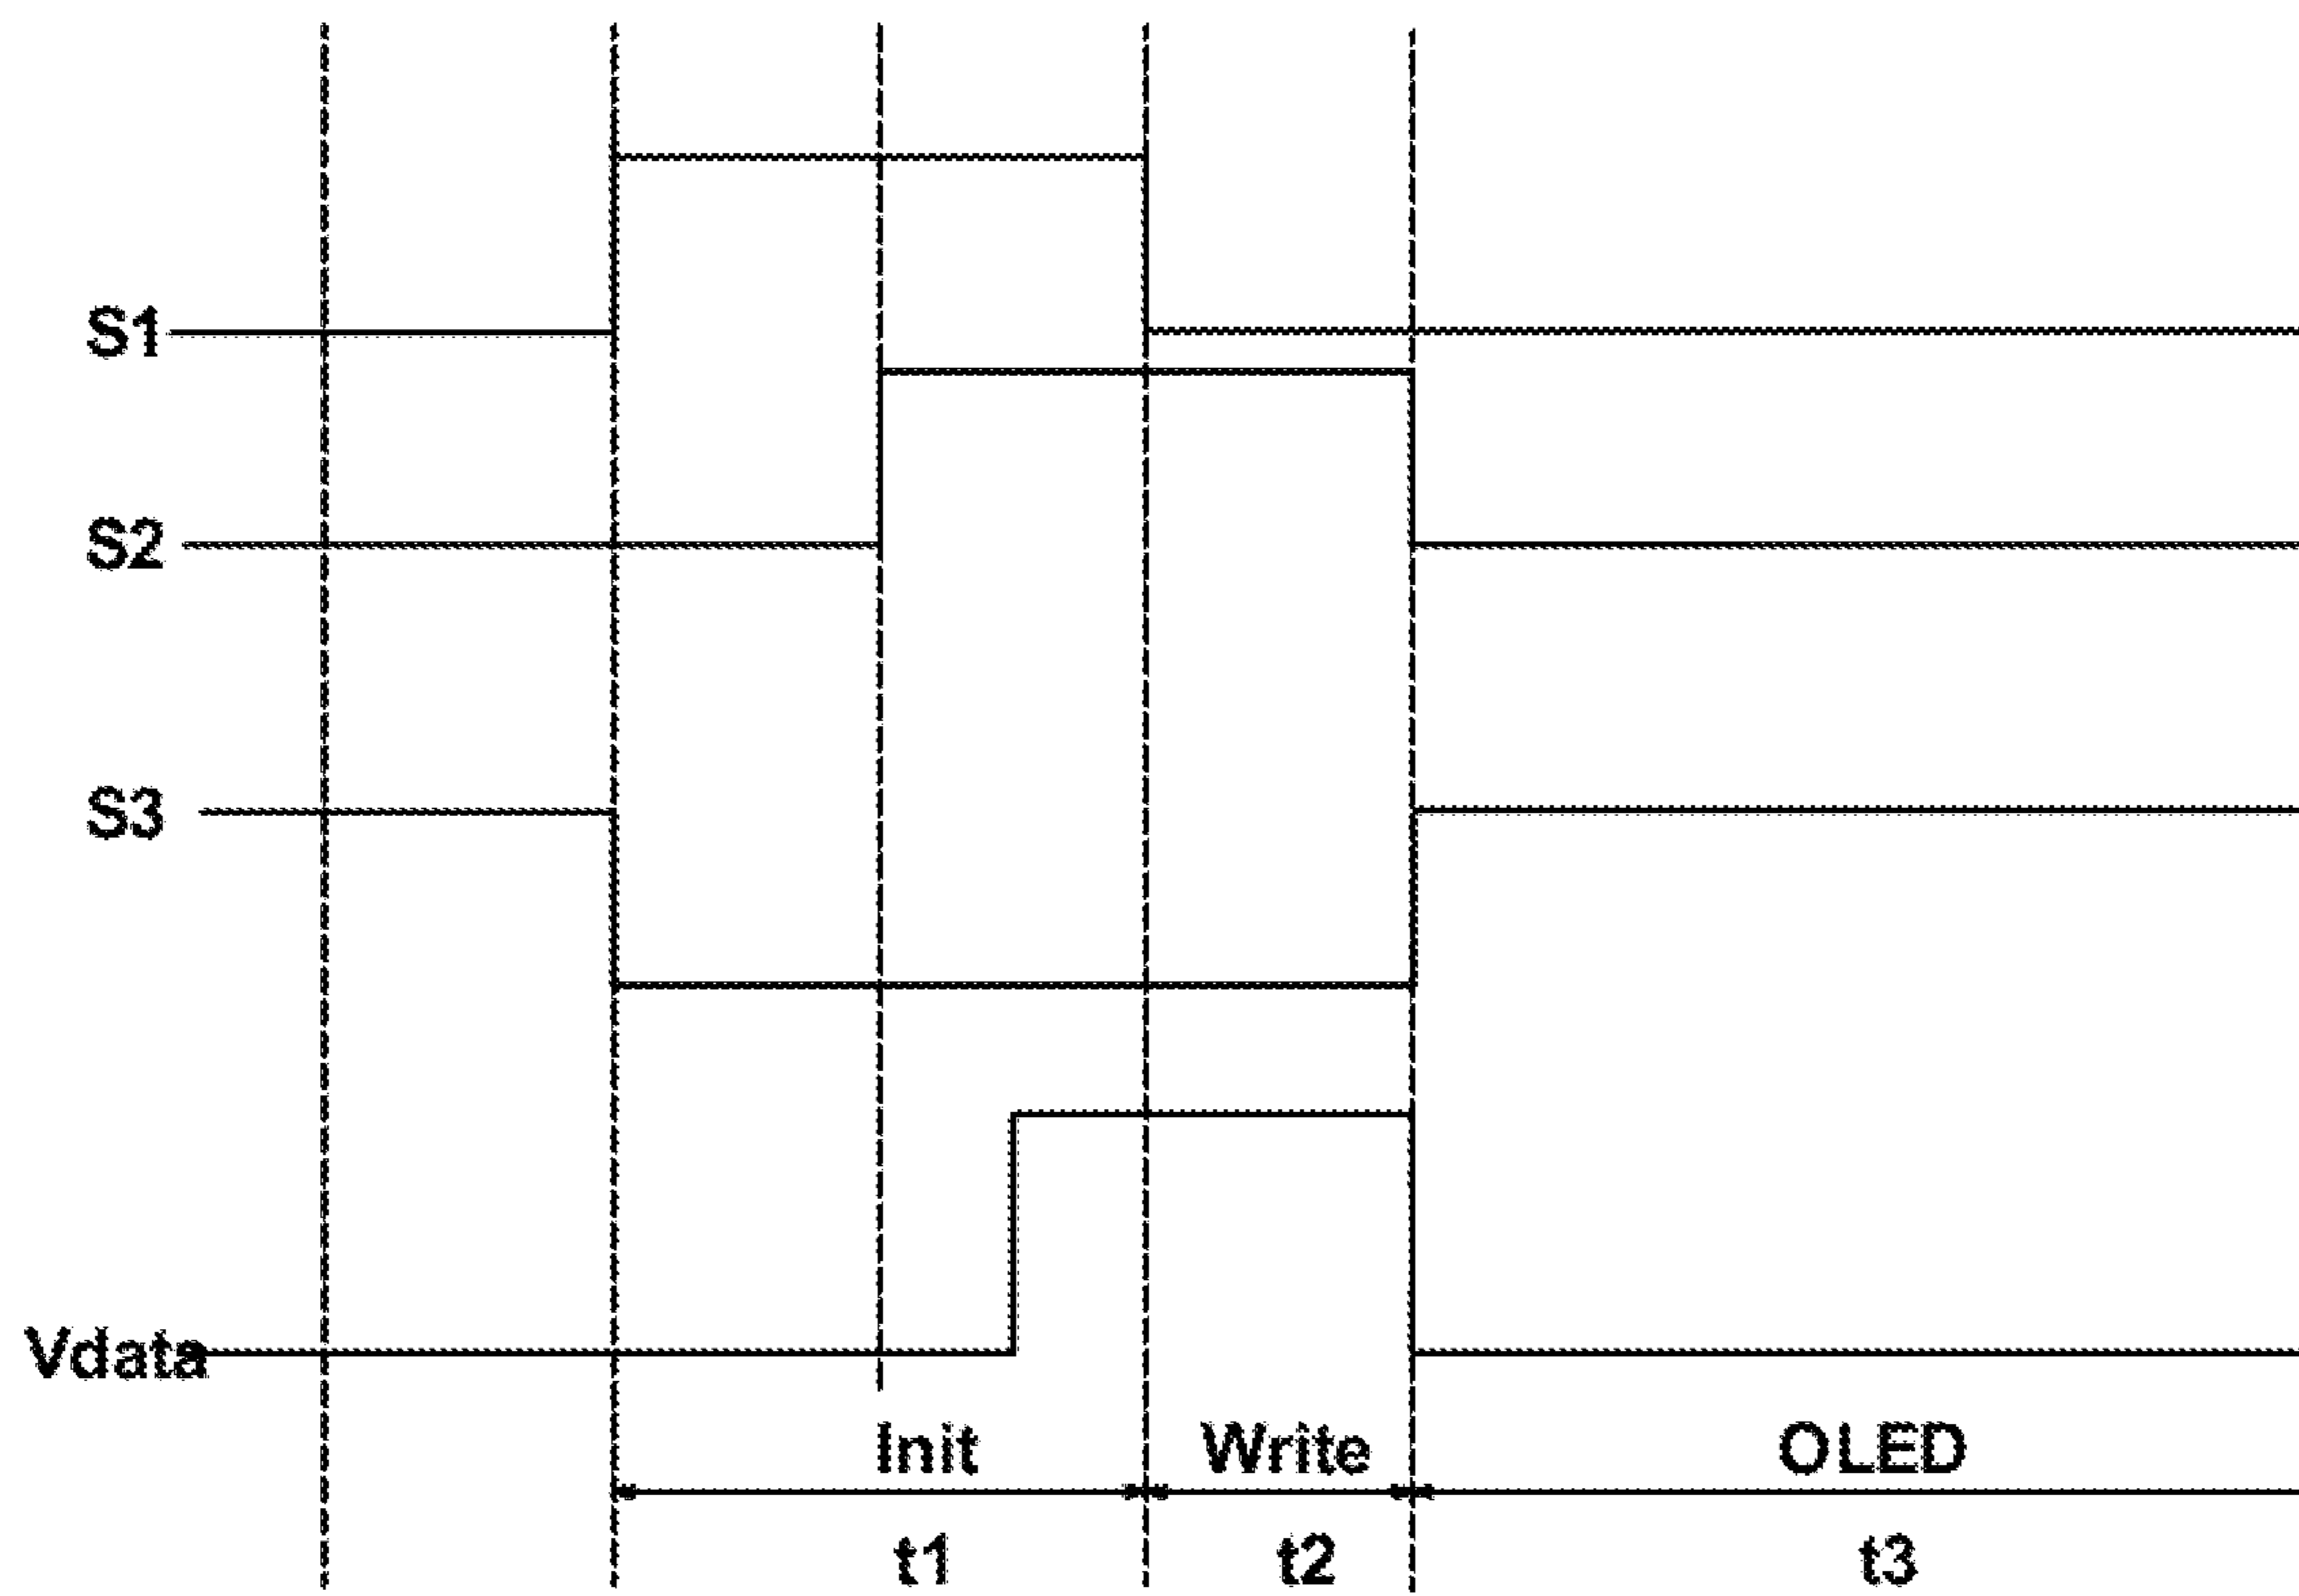 S1
S2
S3
Vdata
Init Write OLED
t1 t2 t3